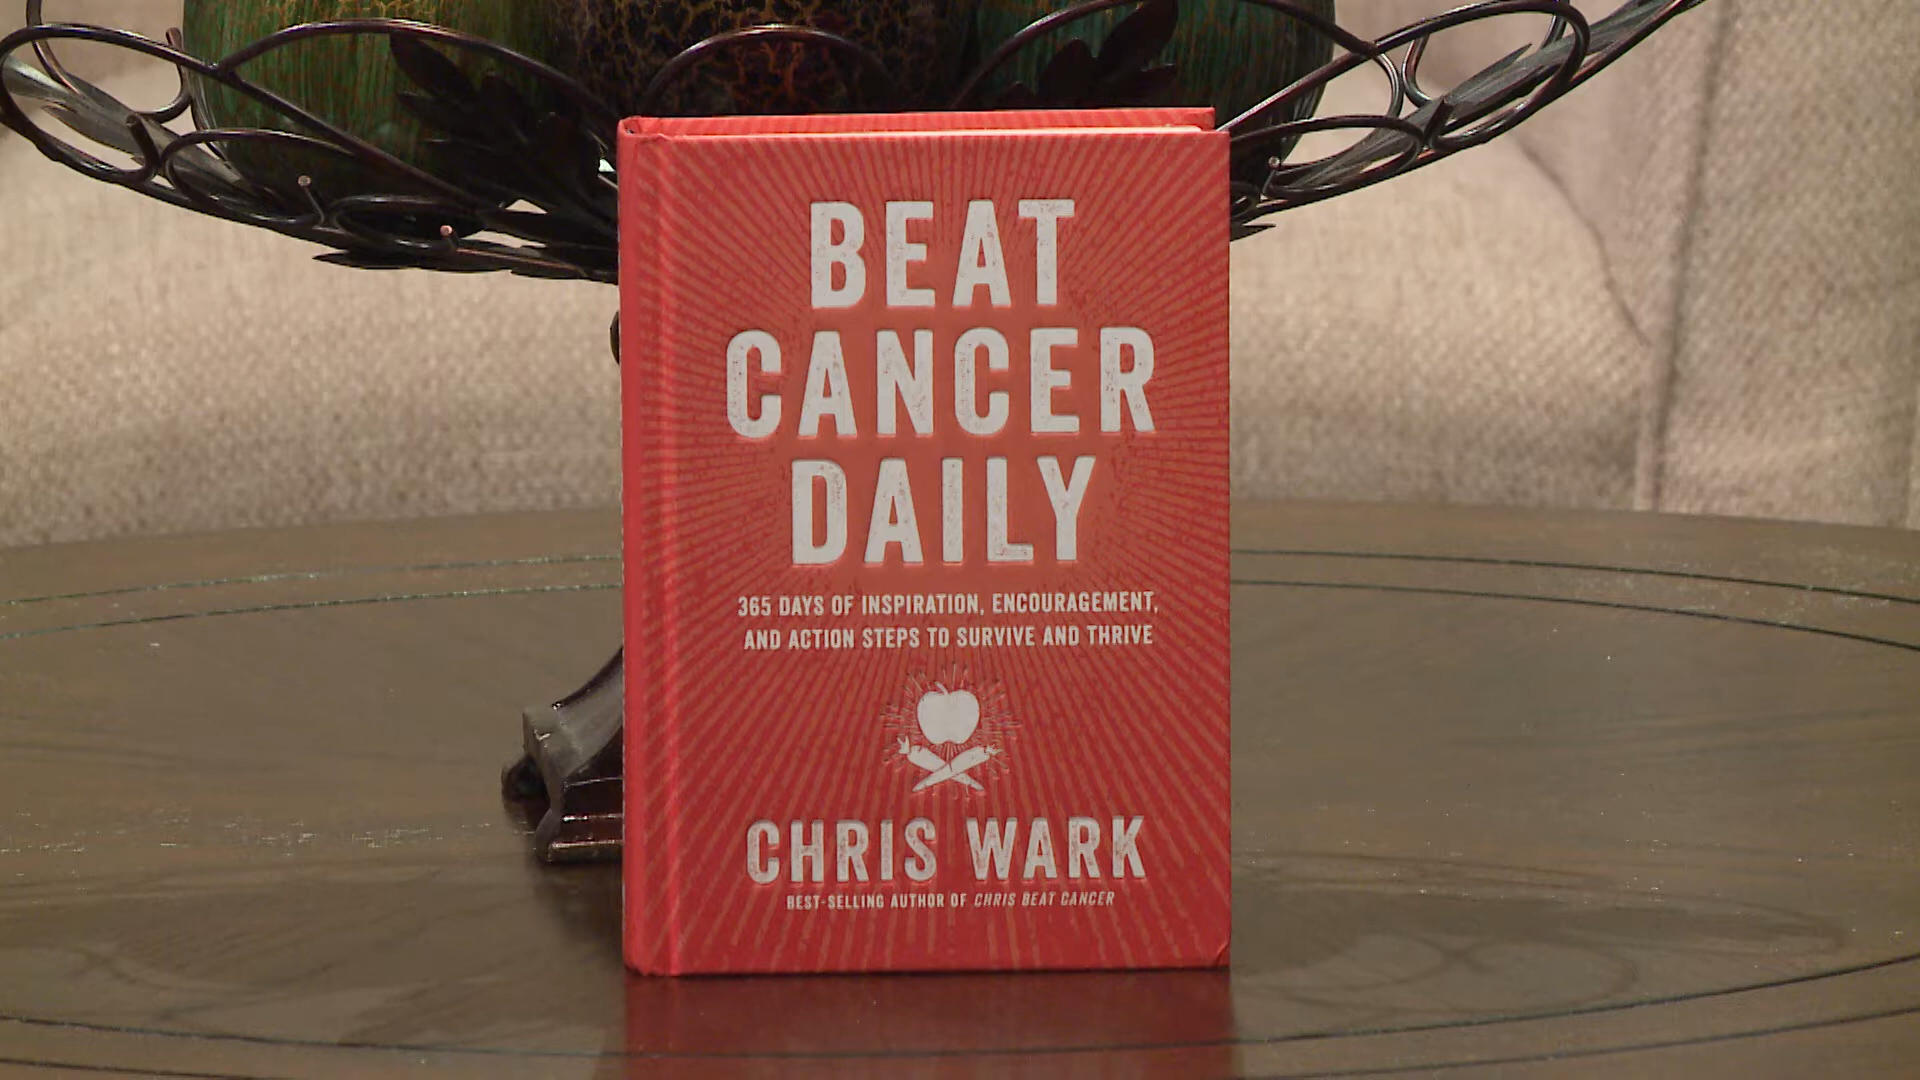 BEAT
CANCER
DAILY
365 DAYS OF INSPIRATION, ENCOURAGEMENT,
AND ACTION STEPS TO SURVIVE AND THRIVE
CHRIS WARK
BEST-SELLING AUTHOR OF CHRIS BEAT CANCER